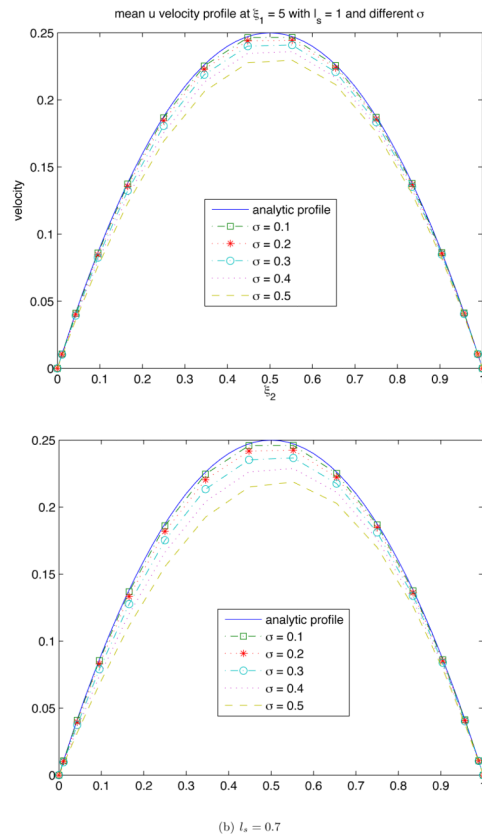 mean u velocity profile at ξ₁ = 5 with l_s = 1 and different σ
0.25
0.2
0.15
0.1
0.05
0
velocity
analytic profile
σ = 0.1
σ = 0.2
σ = 0.3
σ = 0.4
σ = 0.5
0 0.1 0.2 0.3 0.4 0.5 0.6 0.7 0.8 0.9 1
ξ₂
0.25
0.2
0.15
0.1
0.05
0
analytic profile
σ = 0.1
σ = 0.2
σ = 0.3
σ = 0.4
σ = 0.5
0 0.1 0.2 0.3 0.4 0.5 0.6 0.7 0.8 0.9
(b) l_s = 0.7